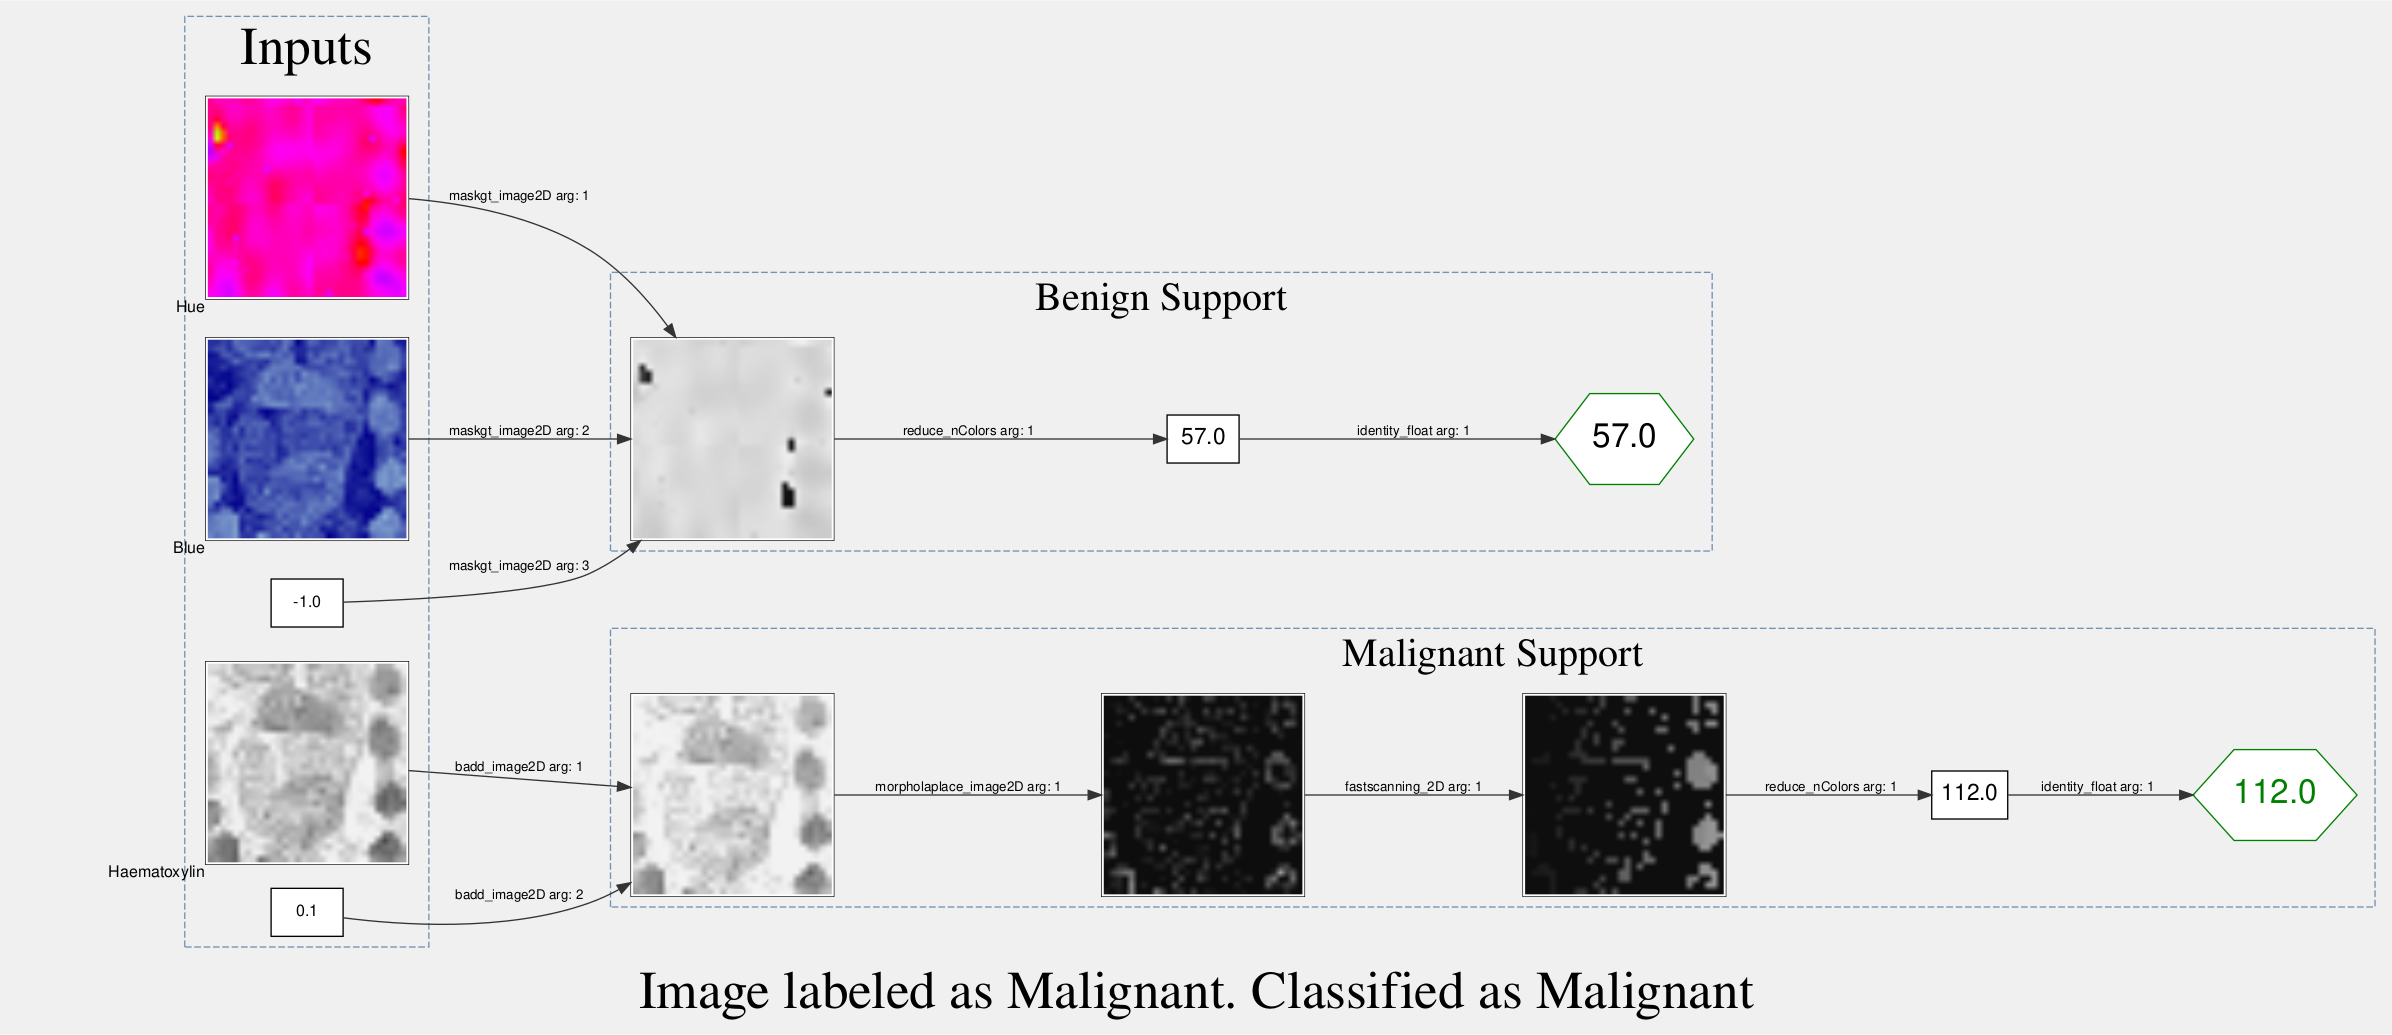 Inputs
Hue
maskgt_image2D arg: 1
Benign Support
Blue
maskgt_image2D arg: 2
reduce_nColors arg: 1
57.0
identity_float arg: 1
57.0
-1.0
maskgt_image2D arg: 3
Malignant Support
Haematoxylin
badd_image2D arg: 1
morpholaplace_image2D arg: 1
fastscanning_2D arg: 1
reduce_nColors arg: 1
112.0
identity_float arg: 1
112.0
0.1
badd_image2D arg: 2
Image labeled as Malignant. Classified as Malignant